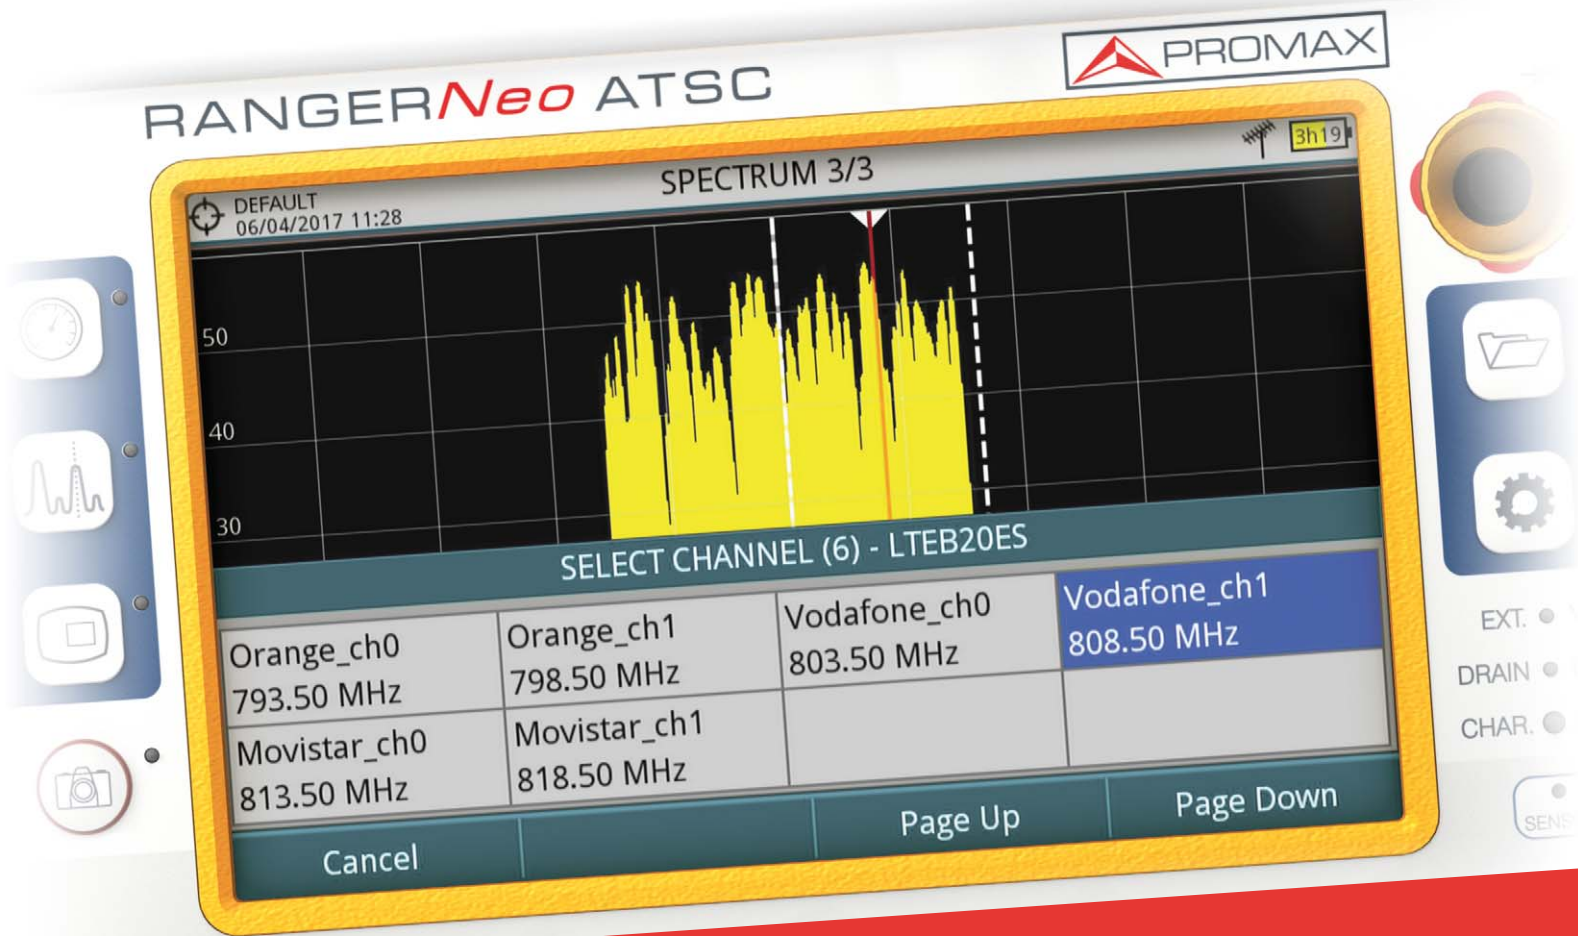 RANGERNeo ATSC
PROMAX
DEFAULT
06/04/2017 11:28
SPECTRUM 3/3
3h19
50
40
30
SELECT CHANNEL (6) - LTEB20ES
Orange_ch0
793.50 MHz
Orange_ch1
798.50 MHz
Vodafone_ch0
803.50 MHz
Vodafone_ch1
808.50 MHz
Movistar_ch0
813.50 MHz
Movistar_ch1
818.50 MHz
Cancel
Page Up
Page Down
EXT.
DRAIN
CHAR.